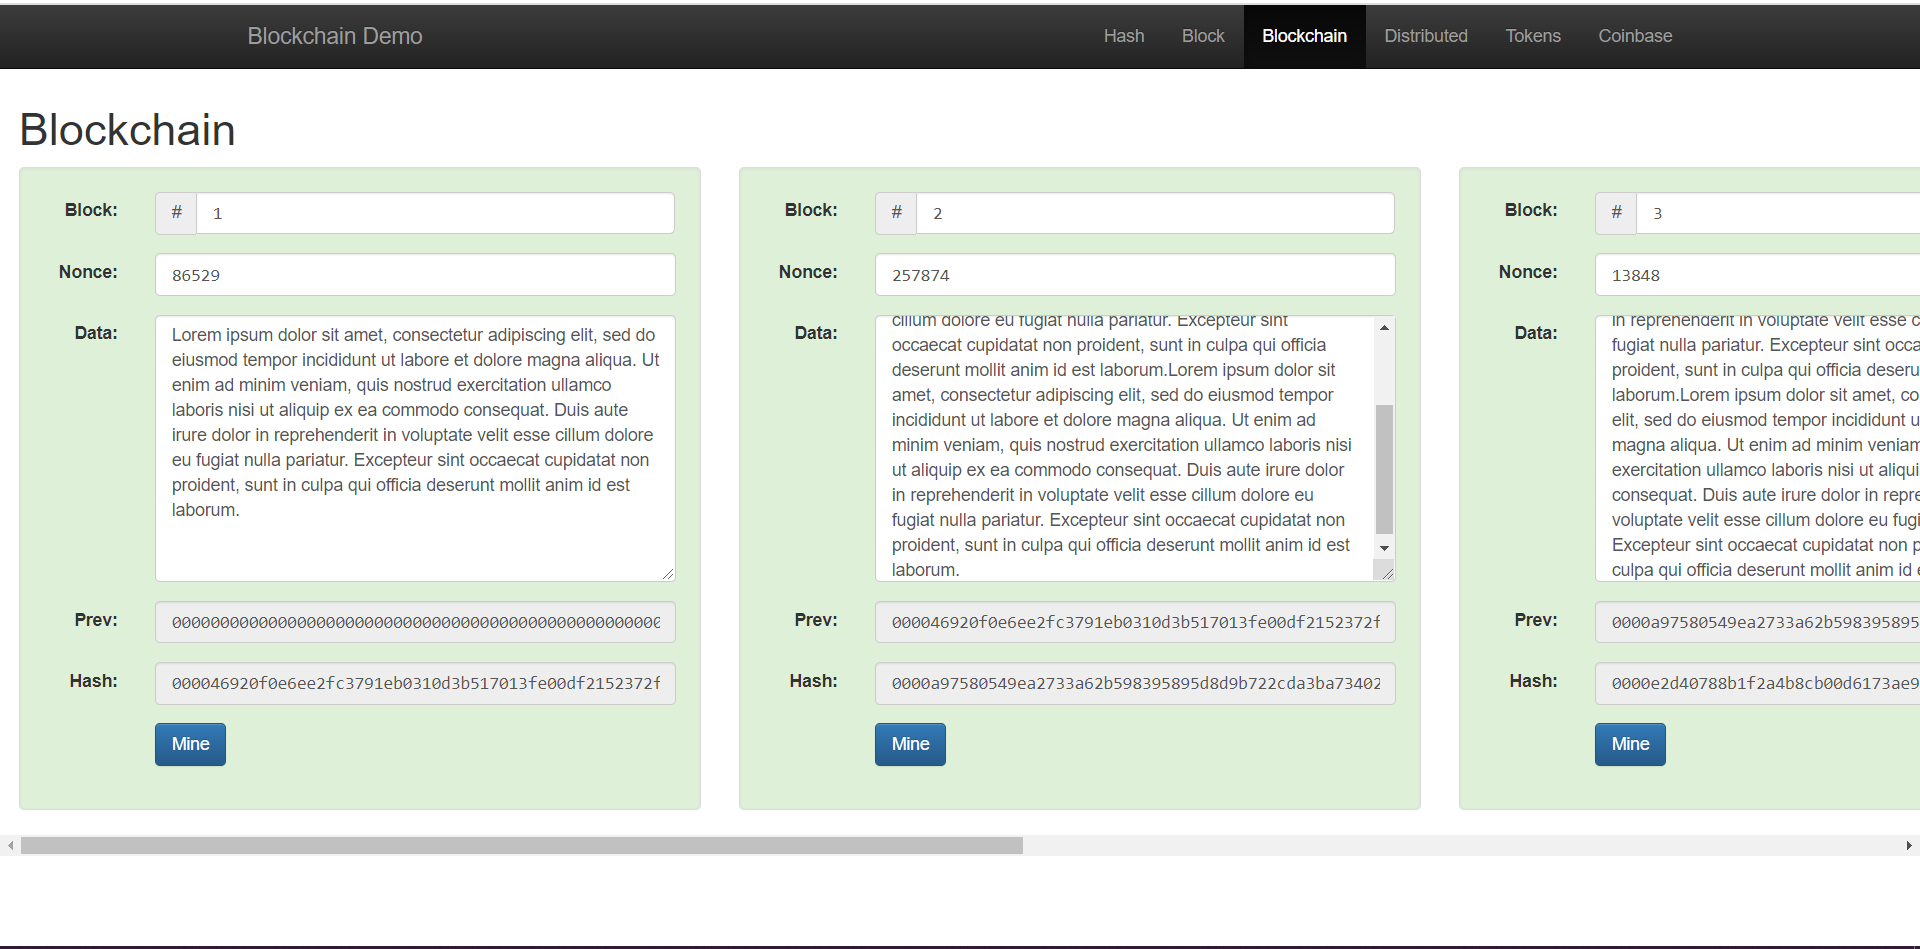 Blockchain Demo
Hash
Block
Blockchain
Distributed
Tokens
Coinbase
Blockchain
Block:
#
1
Nonce:
86529
Data:
Lorem ipsum dolor sit amet, consectetur adipiscing elit, sed do
eiusmod tempor incididunt ut labore et dolore magna aliqua. Ut
enim ad minim veniam, quis nostrud exercitation ullamco
laboris nisi ut aliquip ex ea commodo consequat. Duis aute
irure dolor in reprehenderit in voluptate velit esse cillum dolore
eu fugiat nulla pariatur. Excepteur sint occaecat cupidatat non
proident, sunt in culpa qui officia deserunt mollit anim id est
laborum.
Prev:
000000000000000000000000000000000000000000000000000
Hash:
000046920f0e6ee2fc3791eb0310d3b517013fe00df2152372f
Mine
Block:
#
2
Nonce:
257874
Data:
cillum dolore eu fugiat nulla pariatur. Excepteur sint
occaecat cupidatat non proident, sunt in culpa qui officia
deserunt mollit anim id est laborum.Lorem ipsum dolor sit
amet, consectetur adipiscing elit, sed do eiusmod tempor
incididunt ut labore et dolore magna aliqua. Ut enim ad
minim veniam, quis nostrud exercitation ullamco laboris nisi
ut aliquip ex ea commodo consequat. Duis aute irure dolor
in reprehenderit in voluptate velit esse cillum dolore eu
fugiat nulla pariatur. Excepteur sint occaecat cupidatat non
proident, sunt in culpa qui officia deserunt mollit anim id est
laborum.
Prev:
000046920f0e6ee2fc3791eb0310d3b517013fe00df2152372f
Hash:
0000a97580549ea2733a62b598395895d8d9b722cda3ba73402
Mine
Block:
#
3
Nonce:
13848
Data:
in reprehenderit in voluptate velit esse c
fugiat nulla pariatur. Excepteur sint occa
proident, sunt in culpa qui officia deseru
laborum.Lorem ipsum dolor sit amet, co
elit, sed do eiusmod tempor incididunt u
magna aliqua. Ut enim ad minim veniam
exercitation ullamco laboris nisi ut aliqui
consequat. Duis aute irure dolor in repre
voluptate velit esse cillum dolore eu fugi
Excepteur sint occaecat cupidatat non p
culpa qui officia deserunt mollit anim id e
Prev:
0000a97580549ea2733a62b598395895
Hash:
0000e2d40788b1f2a4b8cb00d6173ae9
Mine